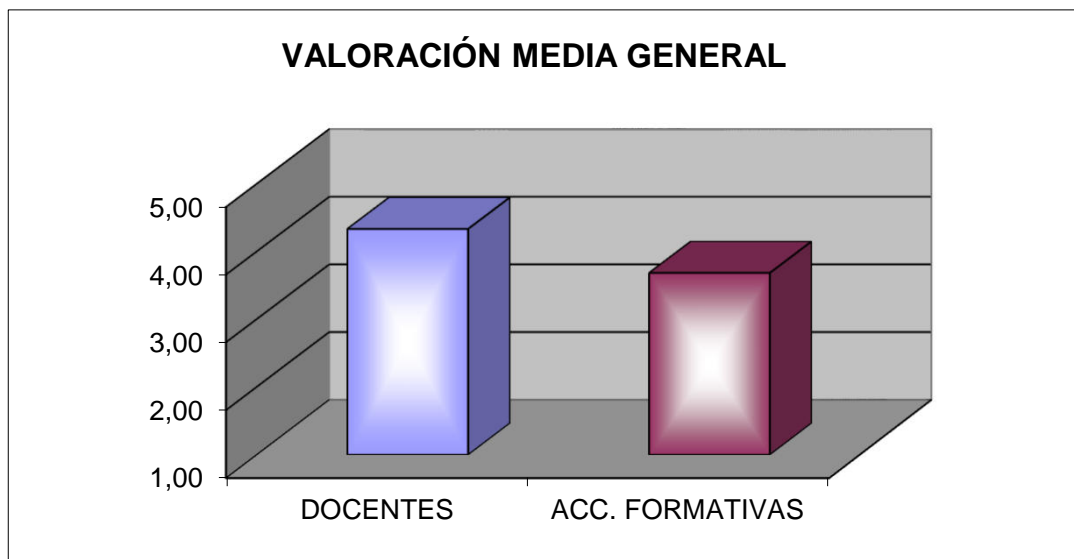 VALORACIÓN MEDIA GENERAL
5,00
4,00
3,00
2,00
1,00
DOCENTES ACC. FORMATIVAS